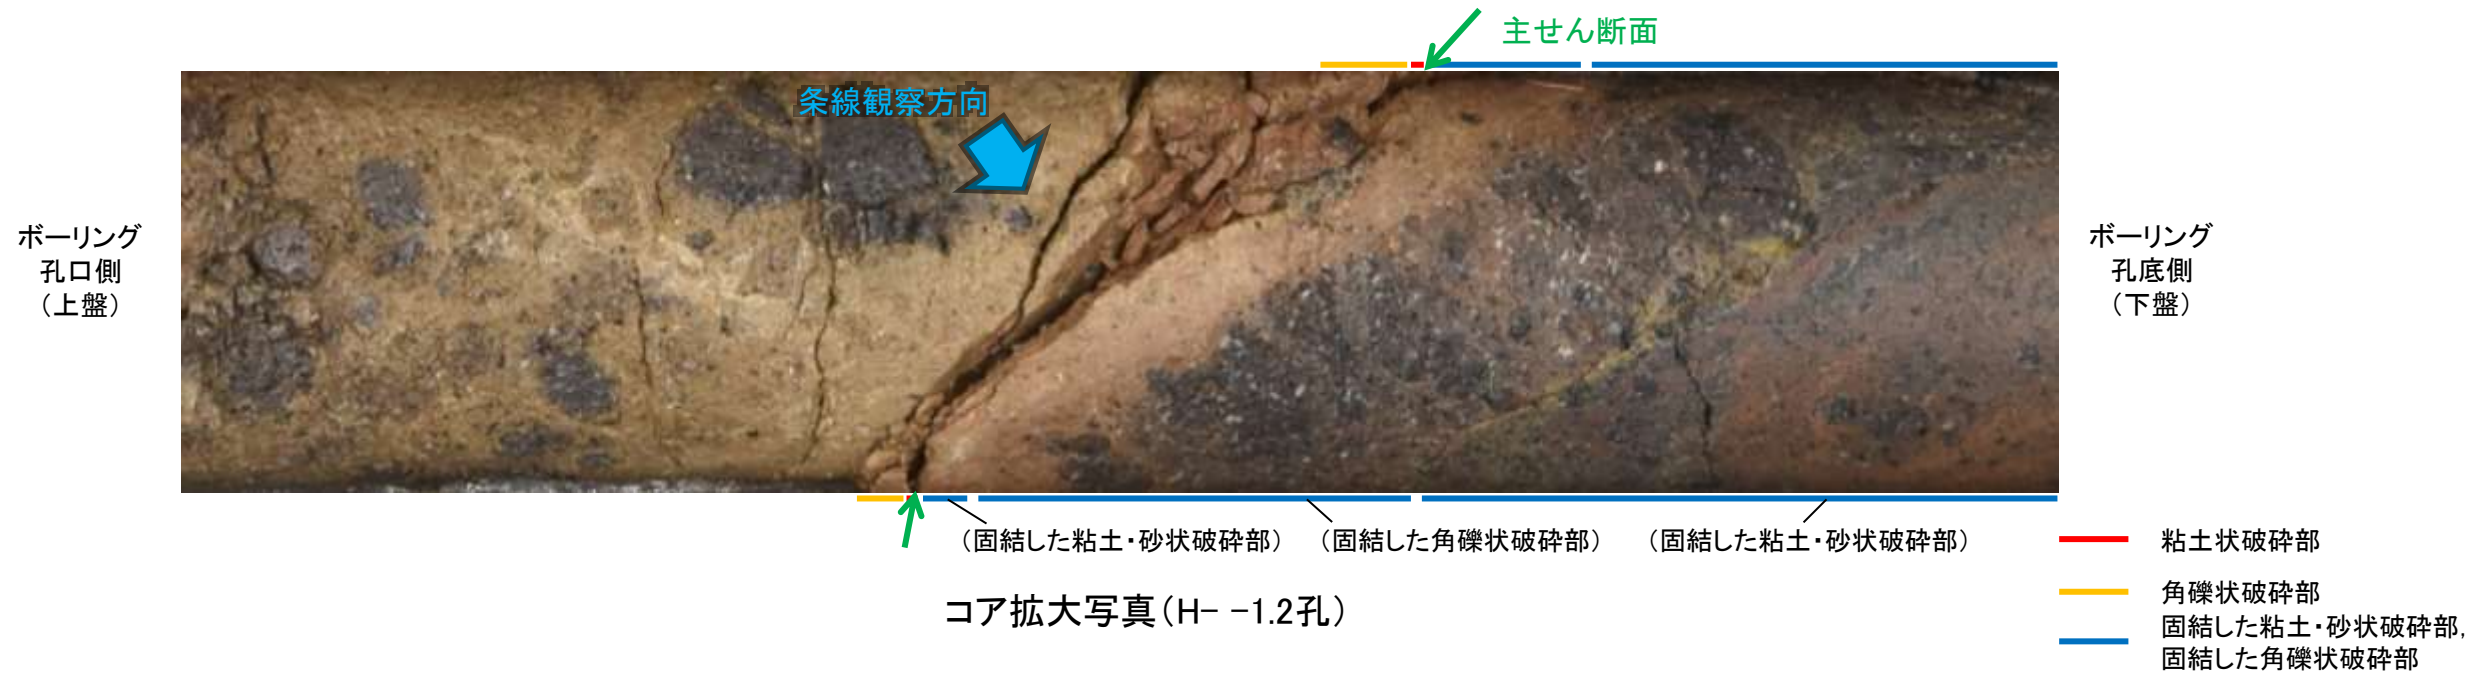 主せん断面
条線観察方向
ボーリング
孔口側
（上盤）
ボーリング
孔底側
（下盤）
（固結した粘土・砂状破砕部）
（固結した角礫状破砕部）
（固結した粘土・砂状破砕部）
コア拡大写真（H- -1.2孔）
粘土状破砕部
角礫状破砕部
固結した粘土・砂状破砕部,
固結した角礫状破砕部